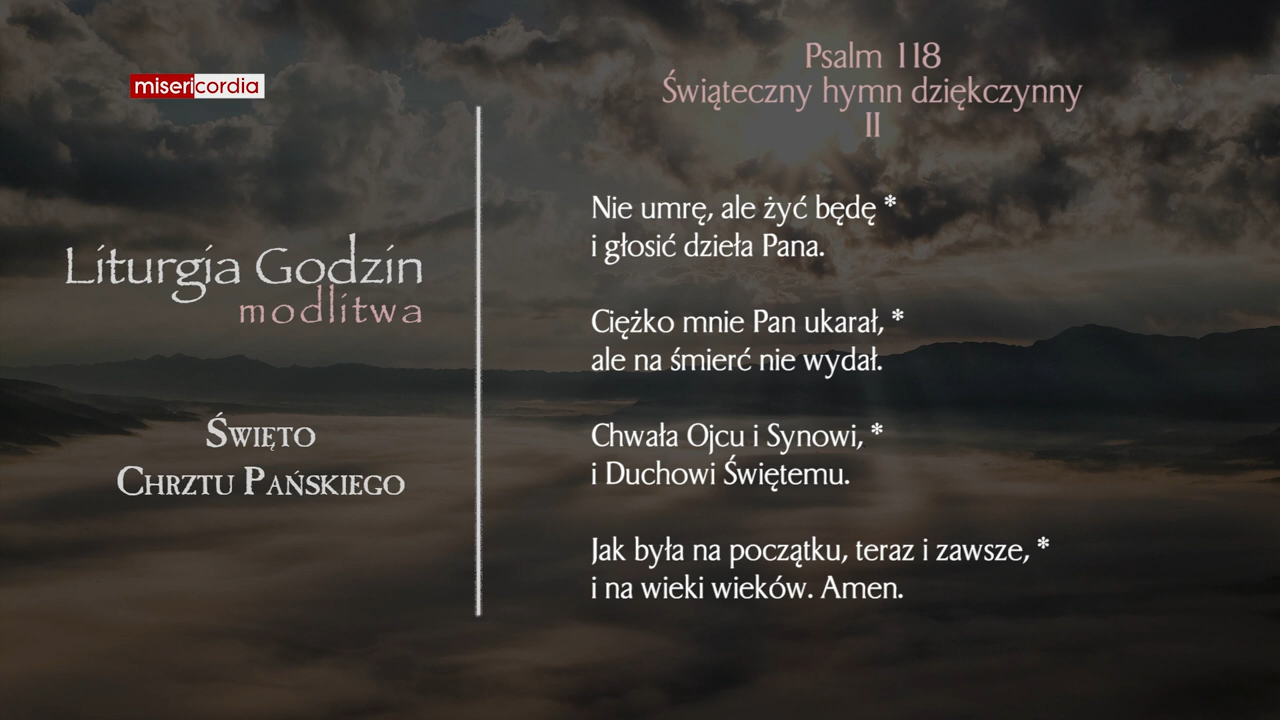 misericordia
Liturgia Godzin
modlitwa
Święto
Chrztu Pańskiego
Psalm 118
Świąteczny hymn dziękczynny
II
Nie umrę, ale żyć będę *
i głosić dzieła Pana.
Ciężko mnie Pan ukarał, *
ale na śmierć nie wydał.
Chwała Ojcu i Synowi, *
i Duchowi Świętemu.
Jak była na początku, teraz i zawsze, *
i na wieki wieków. Amen.